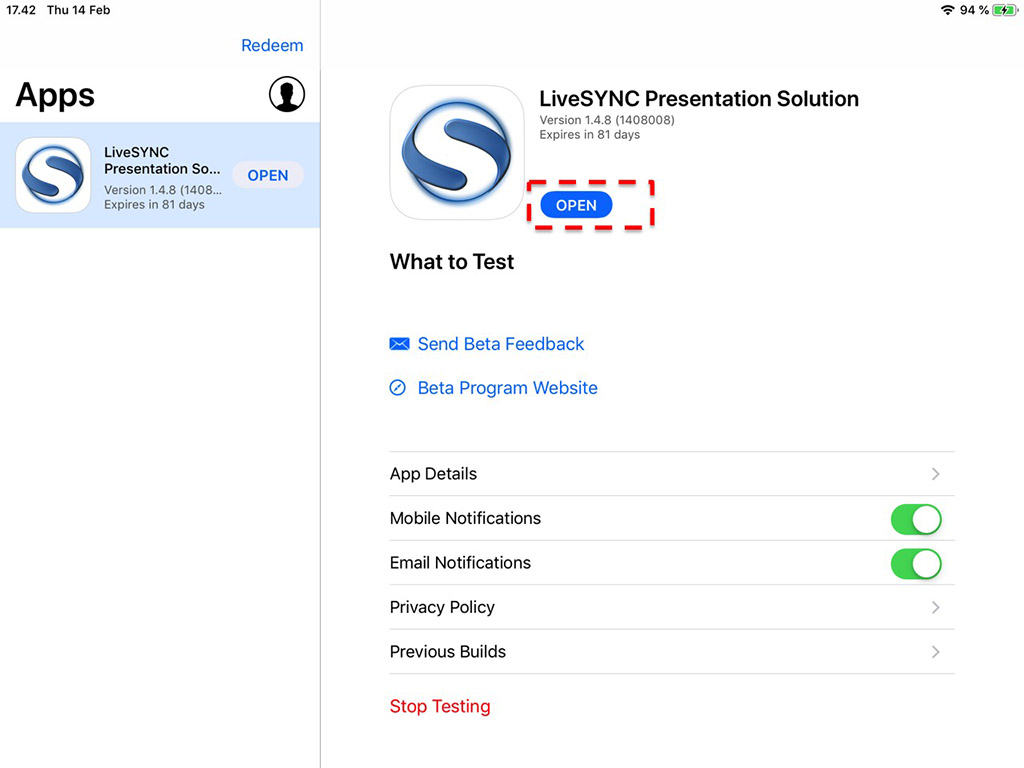 17.42 Thu 14 Feb
94 %
Redeem
Apps
LiveSYNC
Presentation So...
Version 1.4.8 (1408...
Expires in 81 days
OPEN
LiveSYNC Presentation Solution
Version 1.4.8 (1408008)
Expires in 81 days
OPEN
What to Test
Send Beta Feedback
Beta Program Website
App Details
Mobile Notifications
Email Notifications
Privacy Policy
Previous Builds
Stop Testing